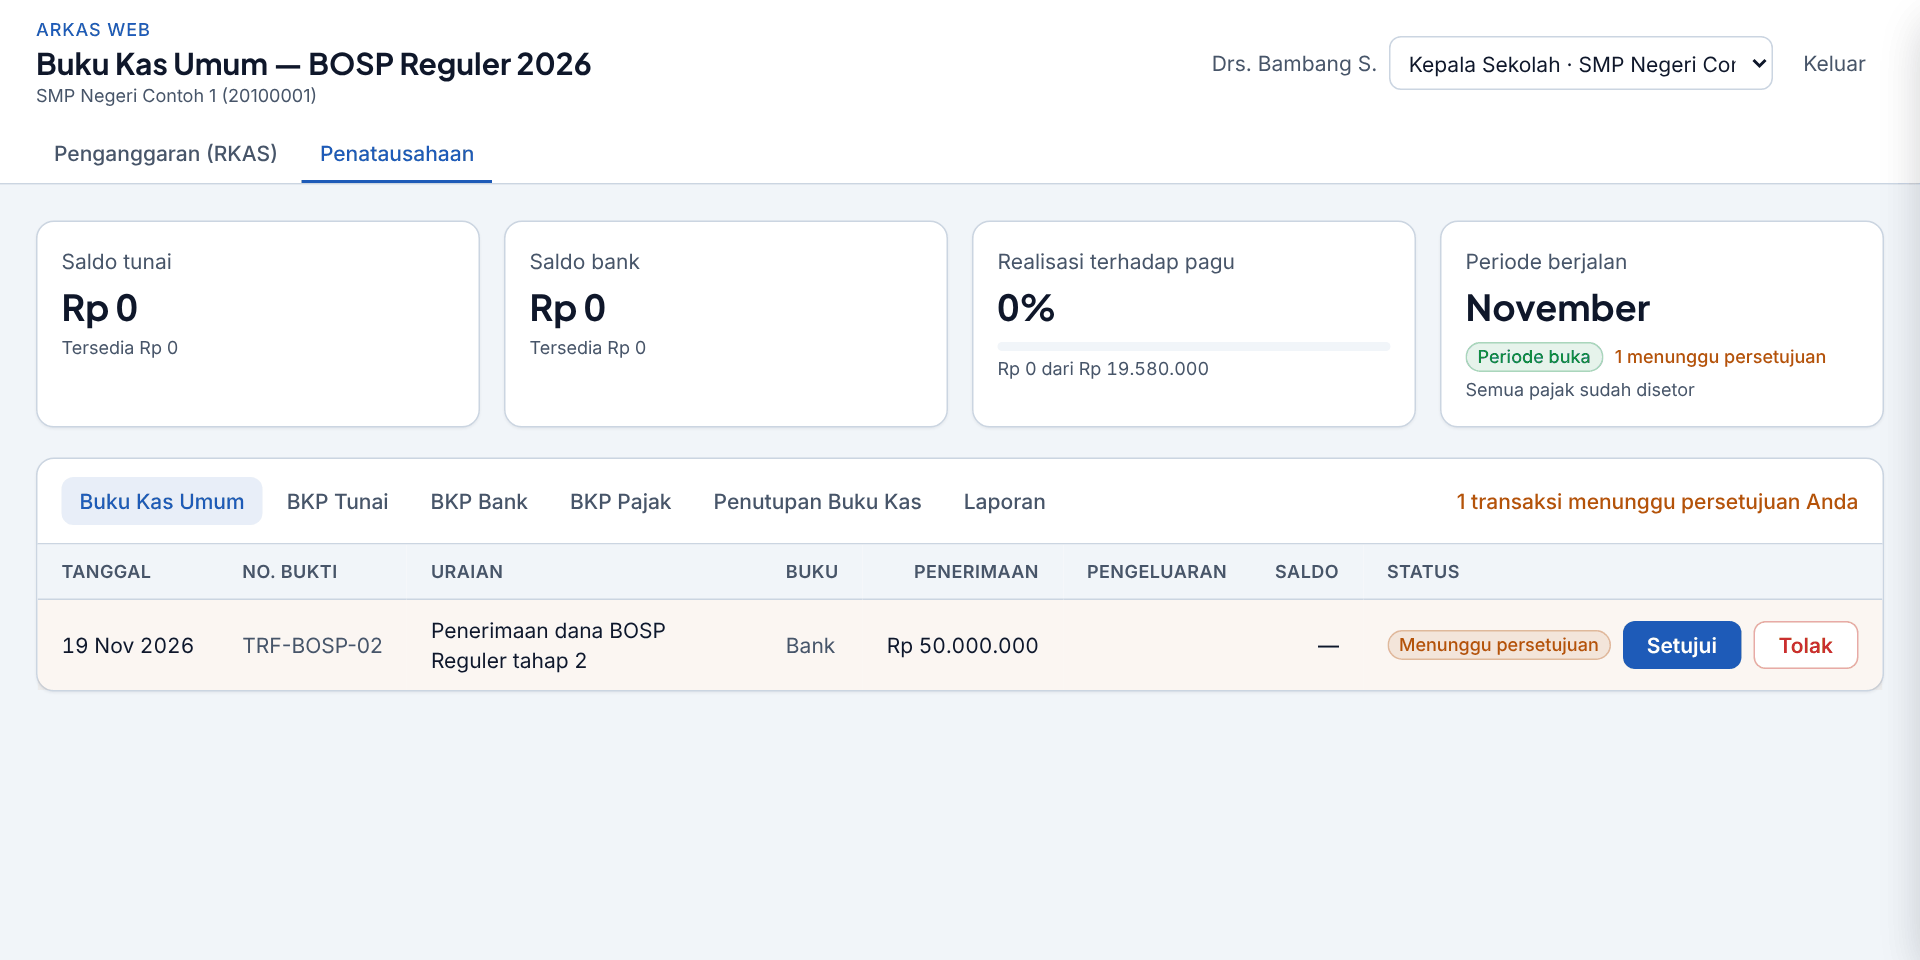 ARKAS WEB
Buku Kas Umum — BOSP Reguler 2026
SMP Negeri Contoh 1 (20100001)
Drs. Bambang S.
Kepala Sekolah · SMP Negeri Cor
Keluar
Penganggaran (RKAS)
Penatausahaan
Saldo tunai
Rp 0
Tersedia Rp 0
Saldo bank
Rp 0
Tersedia Rp 0
Realisasi terhadap pagu
0%
Rp 0 dari Rp 19.580.000
Periode berjalan
November
Periode buka
1 menunggu persetujuan
Semua pajak sudah disetor
Buku Kas Umum
BKP Tunai
BKP Bank
BKP Pajak
Penutupan Buku Kas
Laporan
1 transaksi menunggu persetujuan Anda
TANGGAL
NO. BUKTI
URAIAN
BUKU
PENERIMAAN
PENGELUARAN
SALDO
STATUS
19 Nov 2026
TRF-BOSP-02
Penerimaan dana BOSP
Reguler tahap 2
Bank
Rp 50.000.000
—
Menunggu persetujuan
Setujui
Tolak